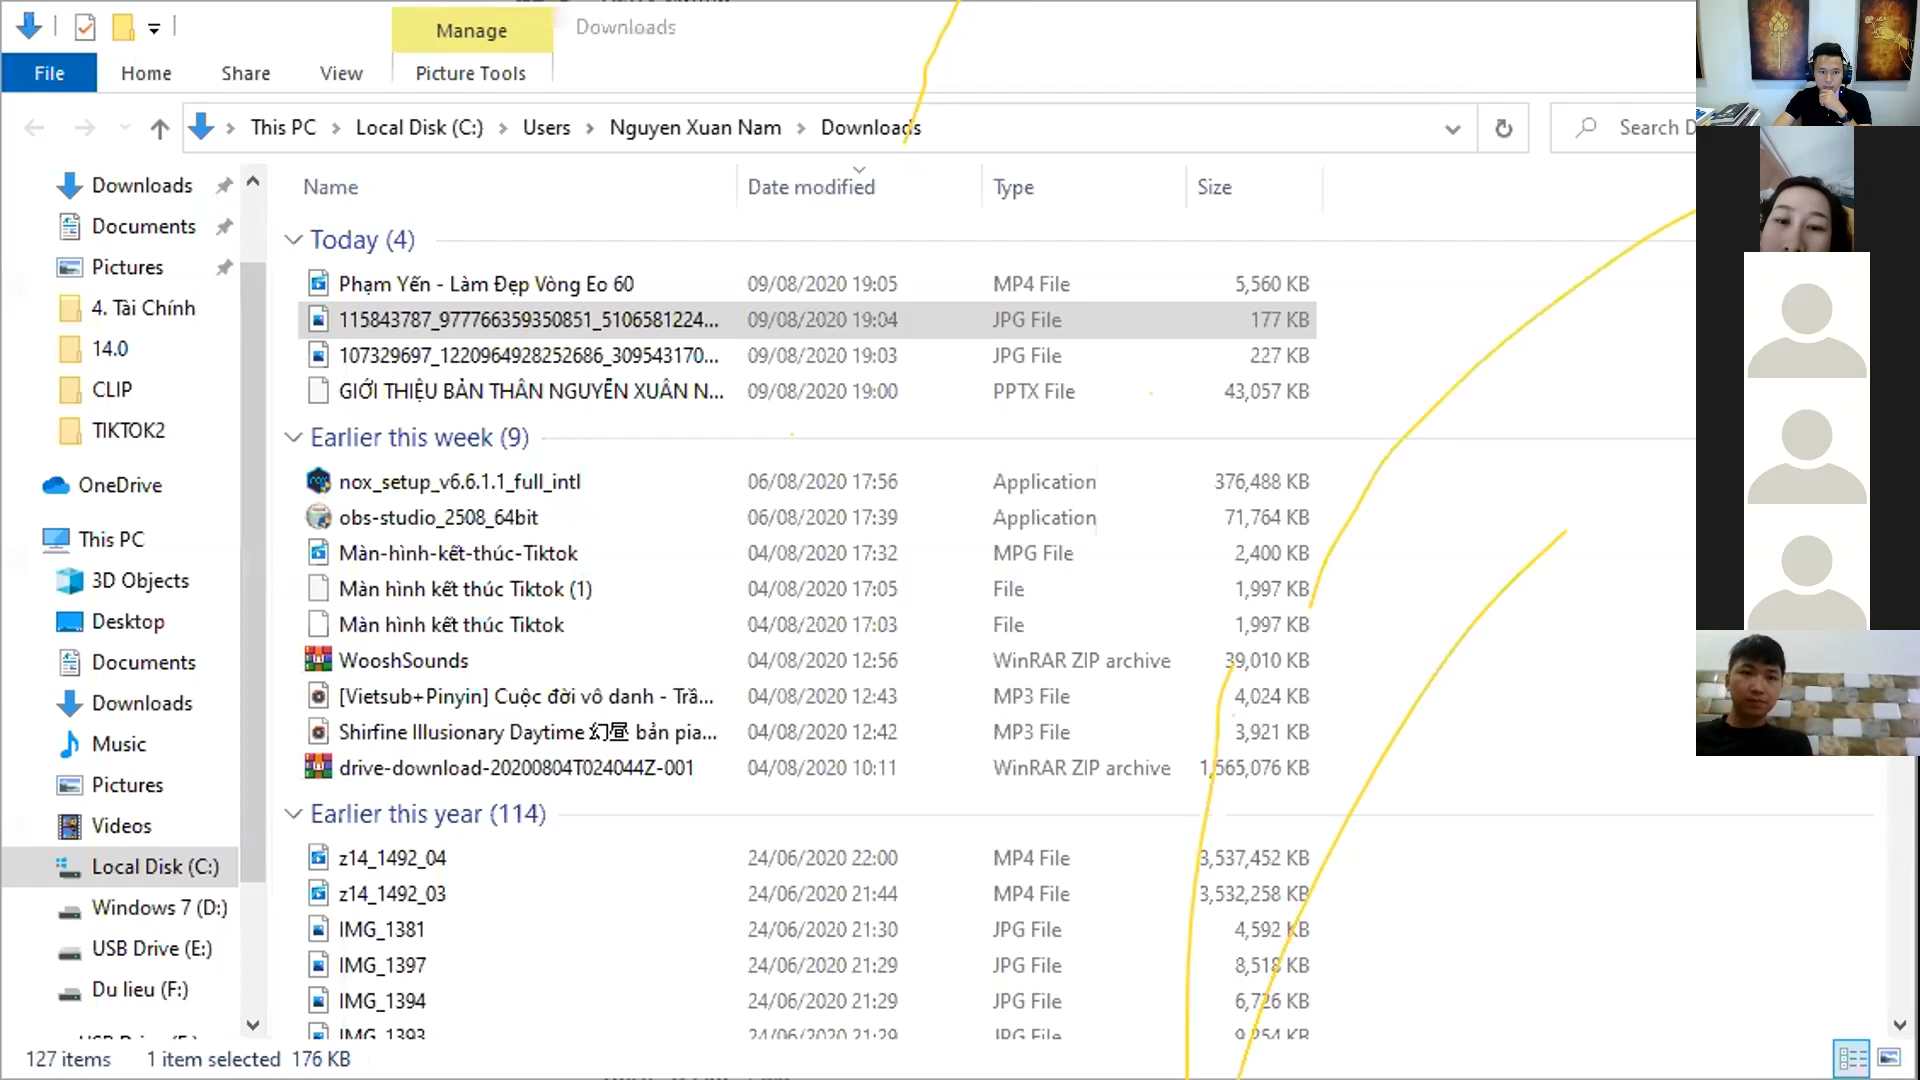 Manage
Downloads
File
Home
Share
View
Picture Tools
This PC
Local Disk (C:)
Users
Nguyen Xuan Nam
Downloads
Search D
Downloads
Documents
Pictures
4. Tài Chính
14.0
CLIP
TIKTOK2
OneDrive
This PC
3D Objects
Desktop
Documents
Downloads
Music
Pictures
Videos
Local Disk (C:)
Windows 7 (D:)
USB Drive (E:)
Du lieu (F:)
Name Date modified Type Size
Today (4)
Phạm Yến - Làm Đẹp Vòng Eo 60 09/08/2020 19:05 MP4 File 5,560 KB
115843787_977766359350851_5106581224... 09/08/2020 19:04 JPG File 177 KB
107329697_1220964928252686_309543170... 09/08/2020 19:03 JPG File 227 KB
GIỚI THIỆU BẢN THÂN NGUYỄN XUÂN N... 09/08/2020 19:00 PPTX File 43,057 KB
Earlier this week (9)
nox_setup_v6.6.1.1_full_intl 06/08/2020 17:56 Application 376,488 KB
obs-studio_2508_64bit 06/08/2020 17:39 Application 71,764 KB
Màn-hình-kết-thúc-Tiktok 04/08/2020 17:32 MPG File 2,400 KB
Màn hình kết thúc Tiktok (1) 04/08/2020 17:05 File 1,997 KB
Màn hình kết thúc Tiktok 04/08/2020 17:03 File 1,997 KB
WooshSounds 04/08/2020 12:56 WinRAR ZIP archive 39,010 KB
[Vietsub+Pinyin] Cuộc đời vô danh - Trầ... 04/08/2020 12:43 MP3 File 4,024 KB
Shirfine Illusionary Daytime 幻昼 bản pia... 04/08/2020 12:42 MP3 File 3,921 KB
drive-download-20200804T024044Z-001 04/08/2020 10:11 WinRAR ZIP archive 1,565,076 KB
Earlier this year (114)
z14_1492_04 24/06/2020 22:00 MP4 File 3,537,452 KB
z14_1492_03 24/06/2020 21:44 MP4 File 3,532,258 KB
IMG_1381 24/06/2020 21:30 JPG File 4,592 KB
IMG_1397 24/06/2020 21:29 JPG File 8,518 KB
IMG_1394 24/06/2020 21:29 JPG File 6,726 KB
IMG_1393 24/06/2020 21:29 JPG File 9,254 KB
127 items 1 item selected 176 KB